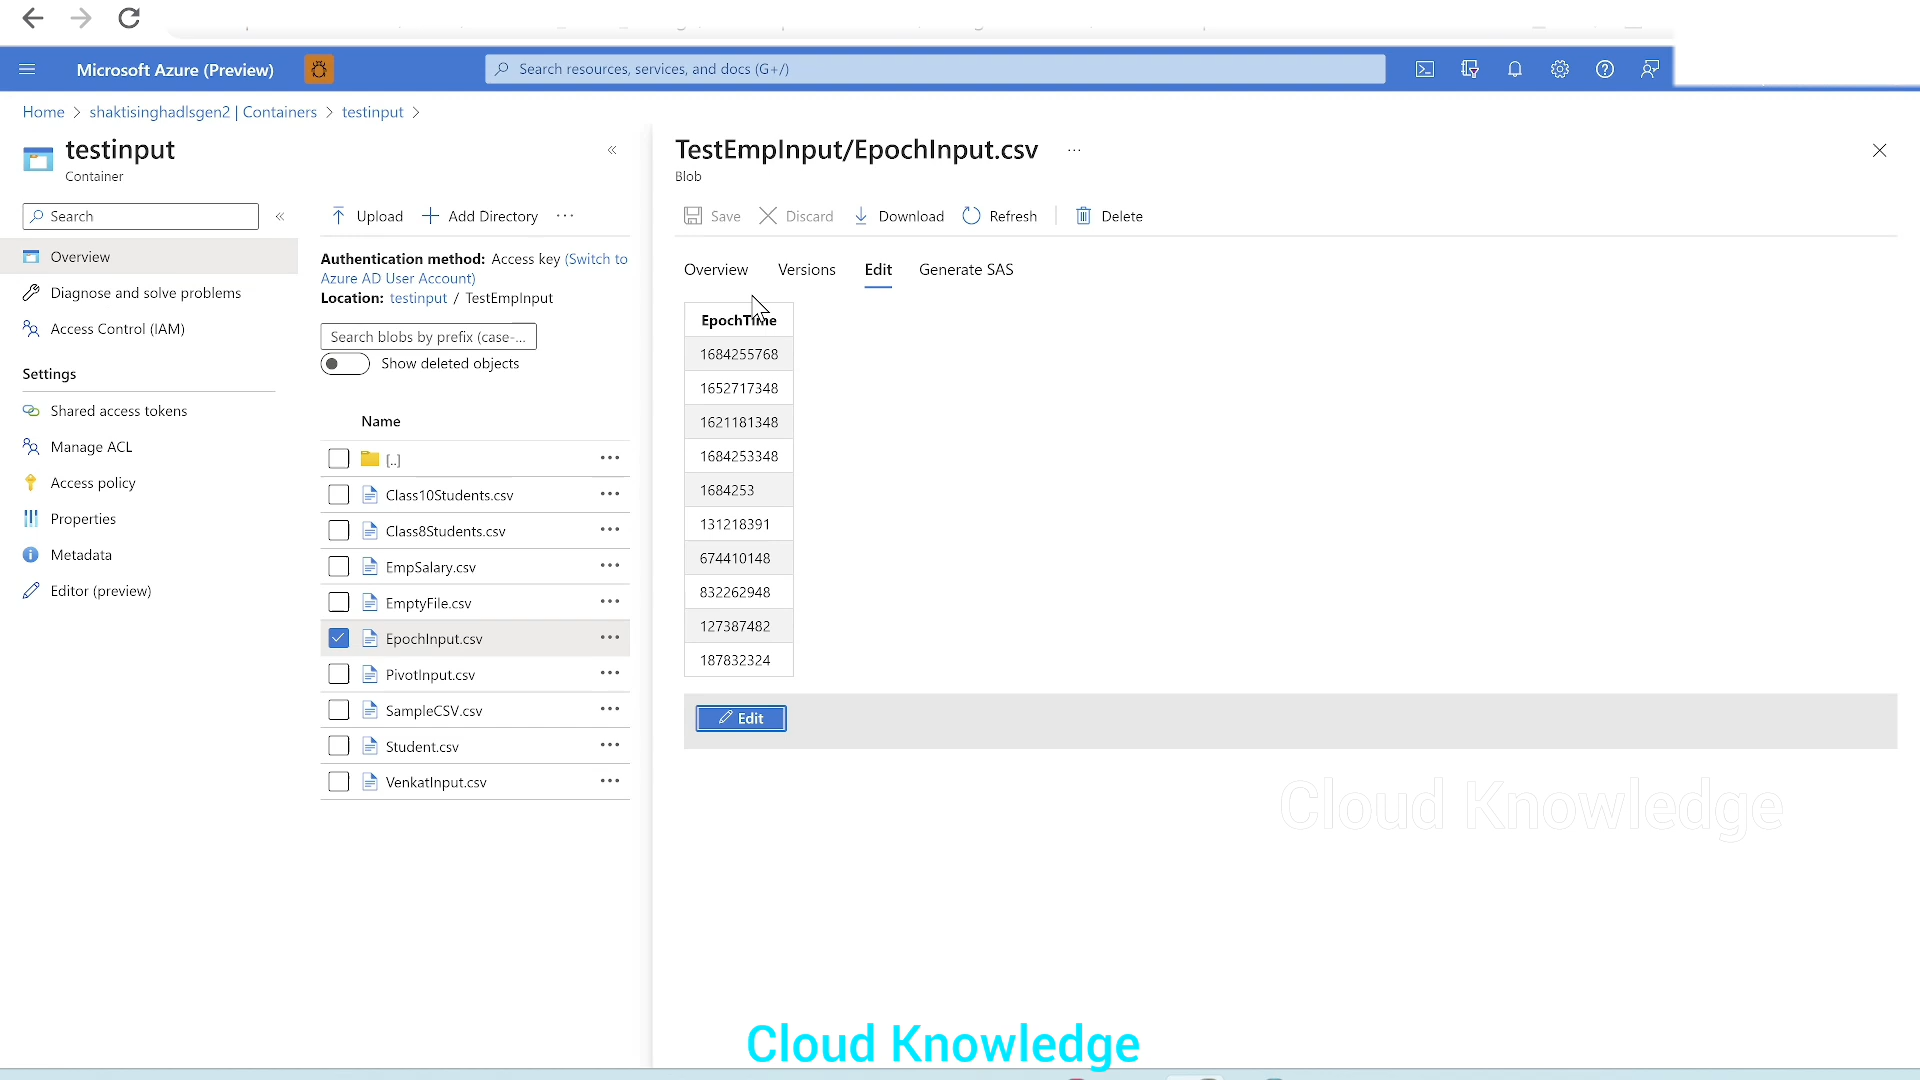 Microsoft Azure (Preview)
Search resources, services, and docs (G+/)
Home > shaktisinghadlsgen2 | Containers > testinput >
testinput
Container
Search
Overview
Diagnose and solve problems
Access Control (IAM)
Settings
Shared access tokens
Manage ACL
Access policy
Properties
Metadata
Editor (preview)
Upload
Add Directory
Authentication method: Access key (Switch to
Azure AD User Account)
Location: testinput / TestEmpInput
Search blobs by prefix (case-...
Show deleted objects
Name
[..]
Class10Students.csv
Class8Students.csv
EmpSalary.csv
EmptyFile.csv
EpochInput.csv
PivotInput.csv
SampleCSV.csv
Student.csv
VenkatInput.csv
TestEmpInput/EpochInput.csv
Blob
Save
Discard
Download
Refresh
Delete
Overview
Versions
Edit
Generate SAS
EpochTime
1684255768
1652717348
1621181348
1684253348
1684253
131218391
674410148
832262948
127387482
187832324
Edit
Cloud Knowledge
Cloud Knowledge